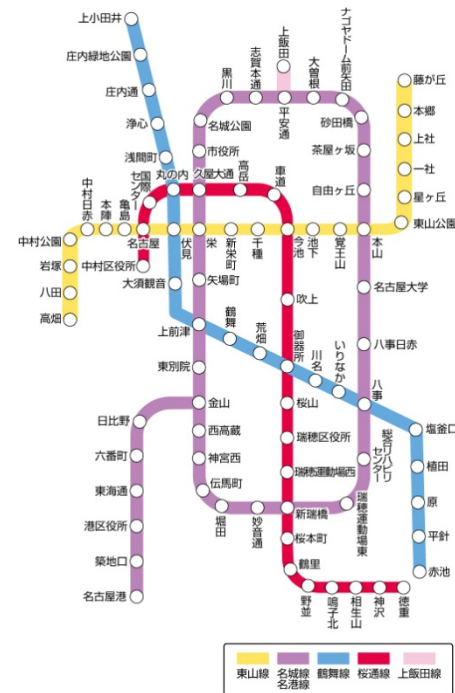 上小田井
庄内緑地公園
庄内通
浄心
浅間町
丸の内
久屋大通
高岳
車道
国際センター
ナゴヤドーム前矢田
上飯田
志賀本通
大曽根
黒川
平安通
砂田橋
名城公園
市役所
茶屋ヶ坂
自由ヶ丘
藤が丘
本郷
上社
一社
星ヶ丘
東山公園
中村日赤
本陣
亀島
中村公園
岩塚
八田
高畑
名古屋
中村区役所
伏見
栄
新栄町
千種
今池
池下
覚王山
本山
大須観音
矢場町
吹上
名古屋大学
上前津
鶴舞
荒畑
御器所
川名
いりなか
八事日赤
八事
東別院
金山
桜山
塩釜口
日比野
西高蔵
瑞穂区役所
総合リハビリセンター
植田
六番町
神宮西
瑞穂運動場西
原
東海通
伝馬町
堀田
妙音通
新瑞橋
瑞穂運動場東
平針
港区役所
桜本町
赤池
築地口
鶴里
名古屋港
野並
鳴子北
相生山
神沢
徳重
東山線
名城線
名港線
鶴舞線
桜通線
上飯田線